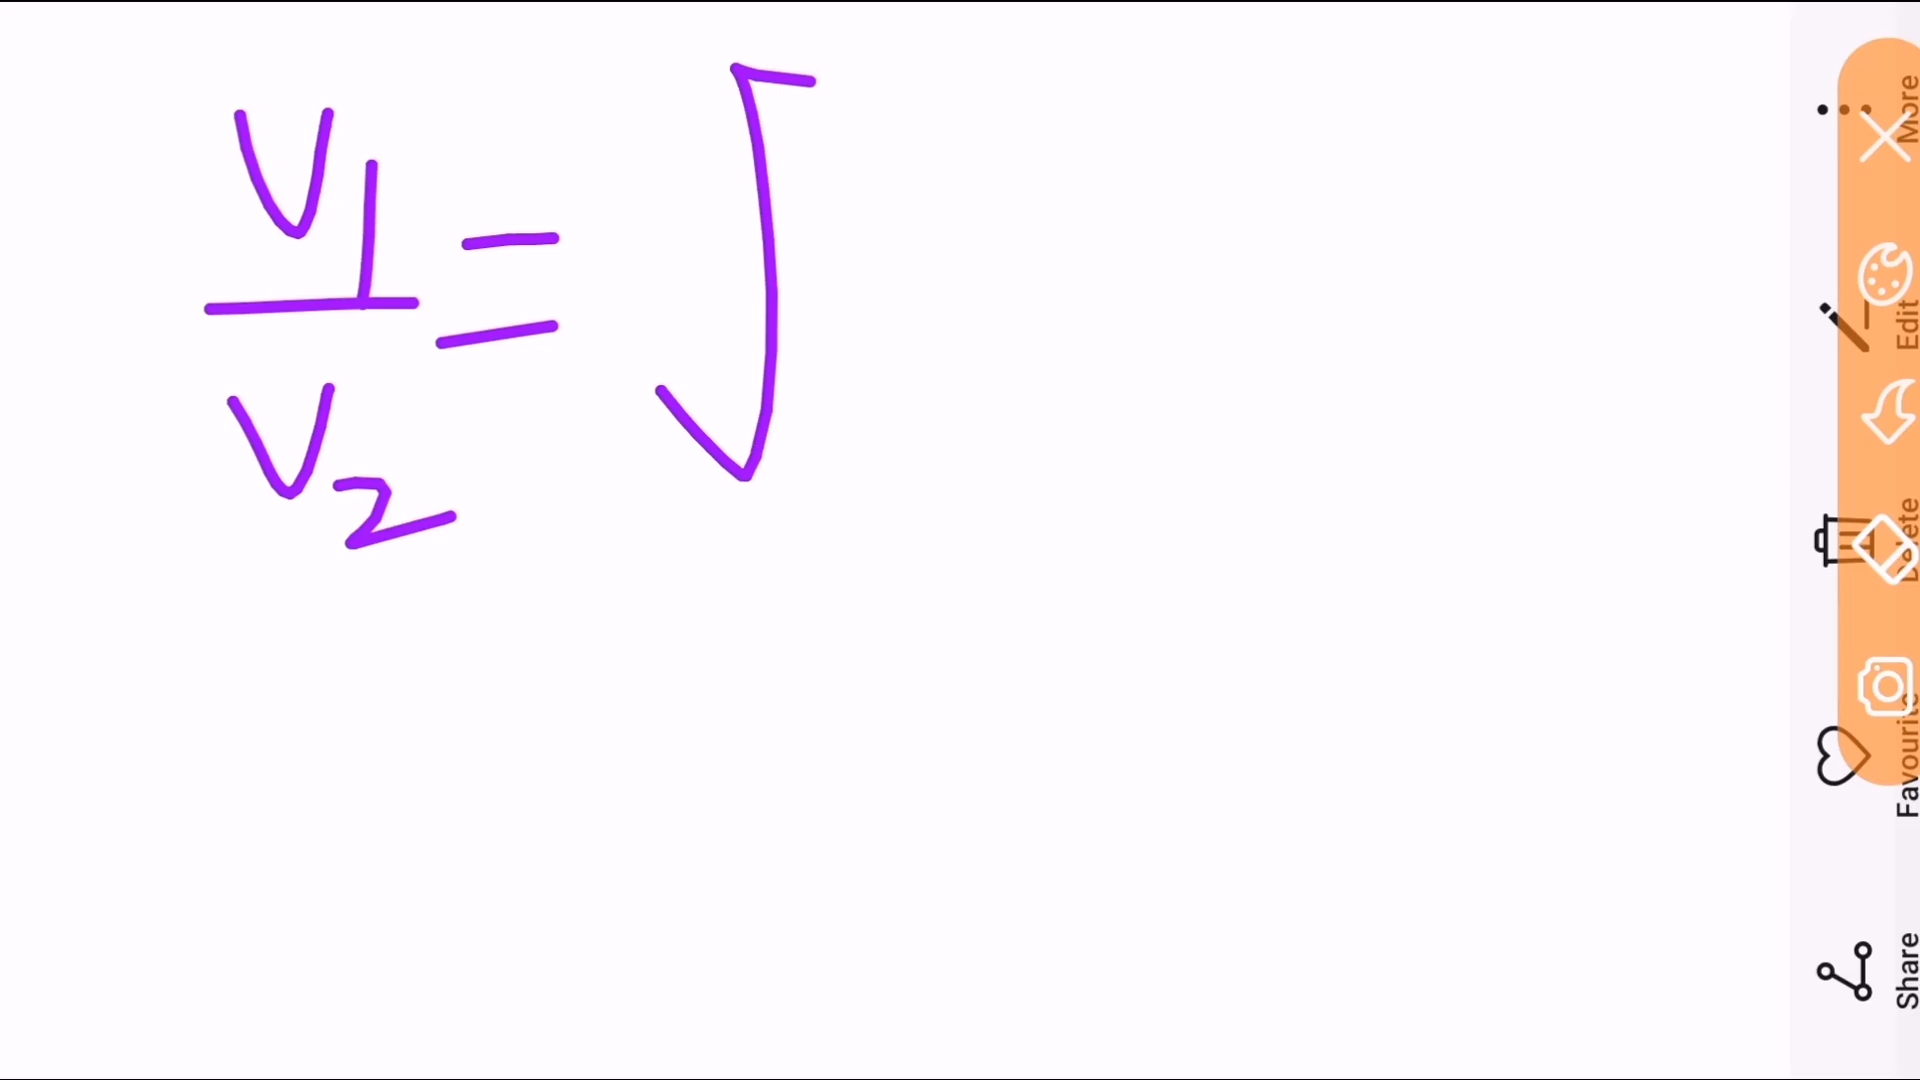 V1
= √
V2
More
Edit
Delete
Favourite
Share